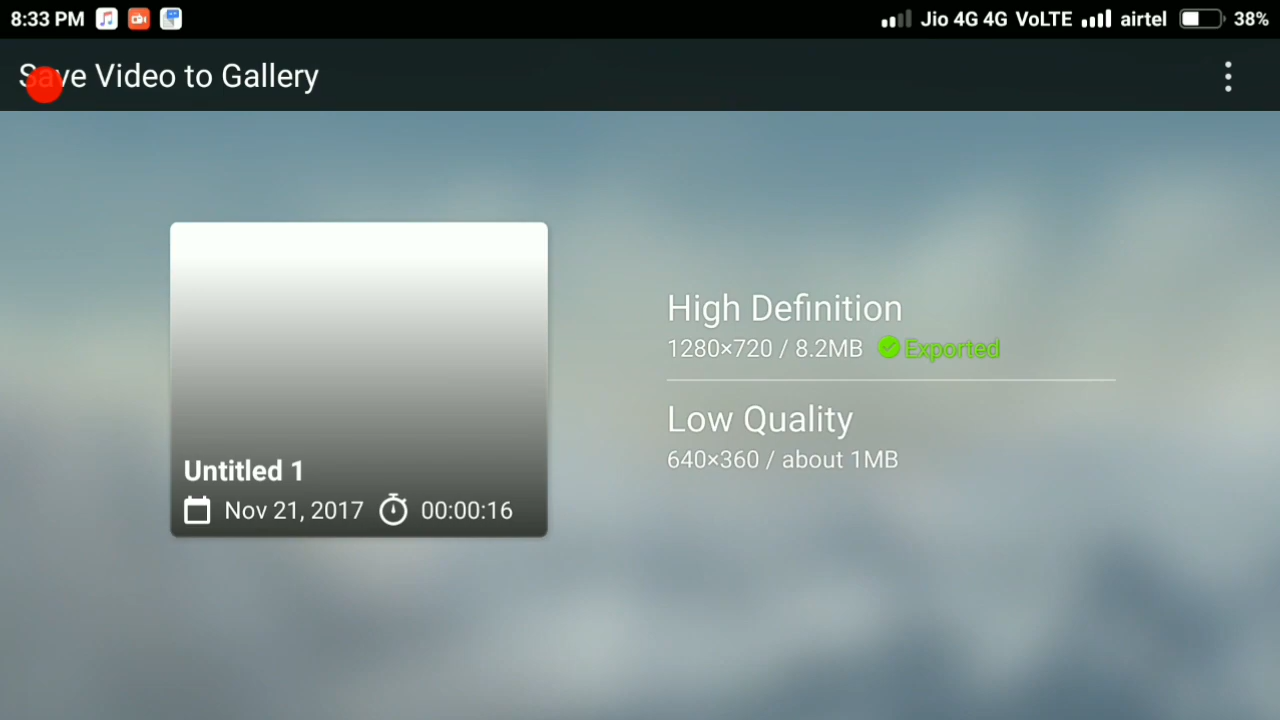 8:33 PM Jio 4G 4G VoLTE airtel 38%
Save Video to Gallery
High Definition
1280×720 / 8.2MB Exported
Low Quality
640×360 / about 1MB
Untitled 1
Nov 21, 2017 00:00:16